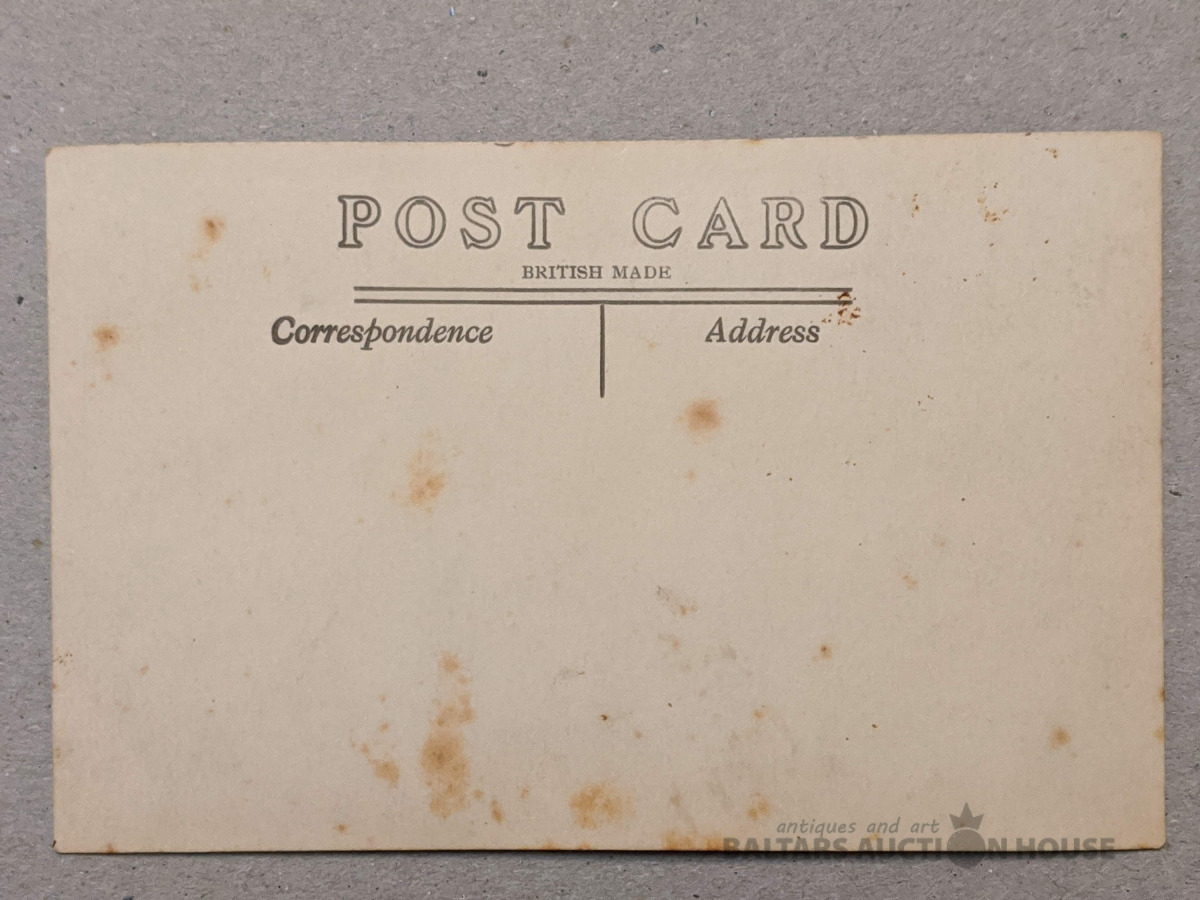 POST CARD
BRITISH MADE
Correspondence
Address
antiques and art
BALTARS AUCTION HOUSE